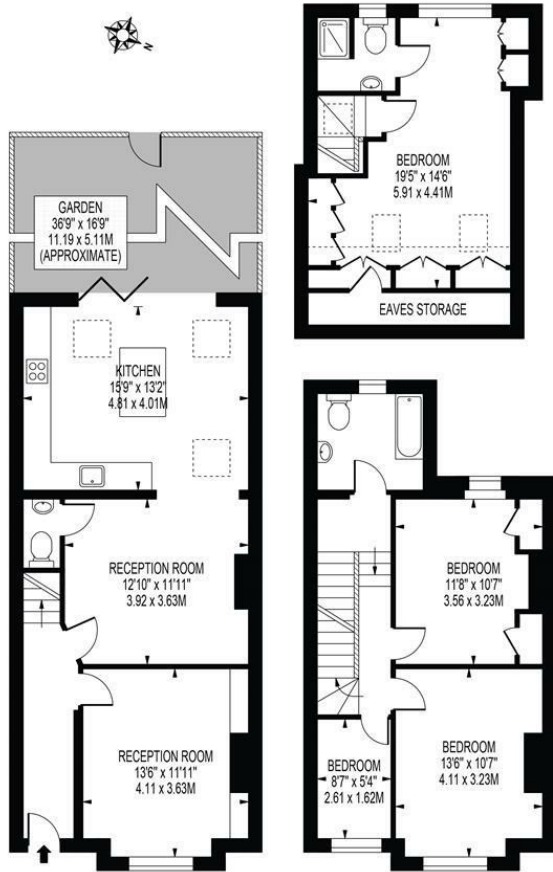 N
GARDEN
36'9" x 16'9"
11.19 x 5.11M
(APPROXIMATE)
KITCHEN
15'9" x 13'2"
4.81 x 4.01M
RECEPTION ROOM
12'10" x 11'11"
3.92 x 3.63M
RECEPTION ROOM
13'6" x 11'11"
4.11 x 3.63M
BEDROOM
19'5" x 14'6"
5.91 x 4.41M
EAVES STORAGE
BEDROOM
11'8" x 10'7"
3.56 x 3.23M
BEDROOM
13'6" x 10'7"
4.11 x 3.23M
BEDROOM
8'7" x 5'4"
2.61 x 1.62M